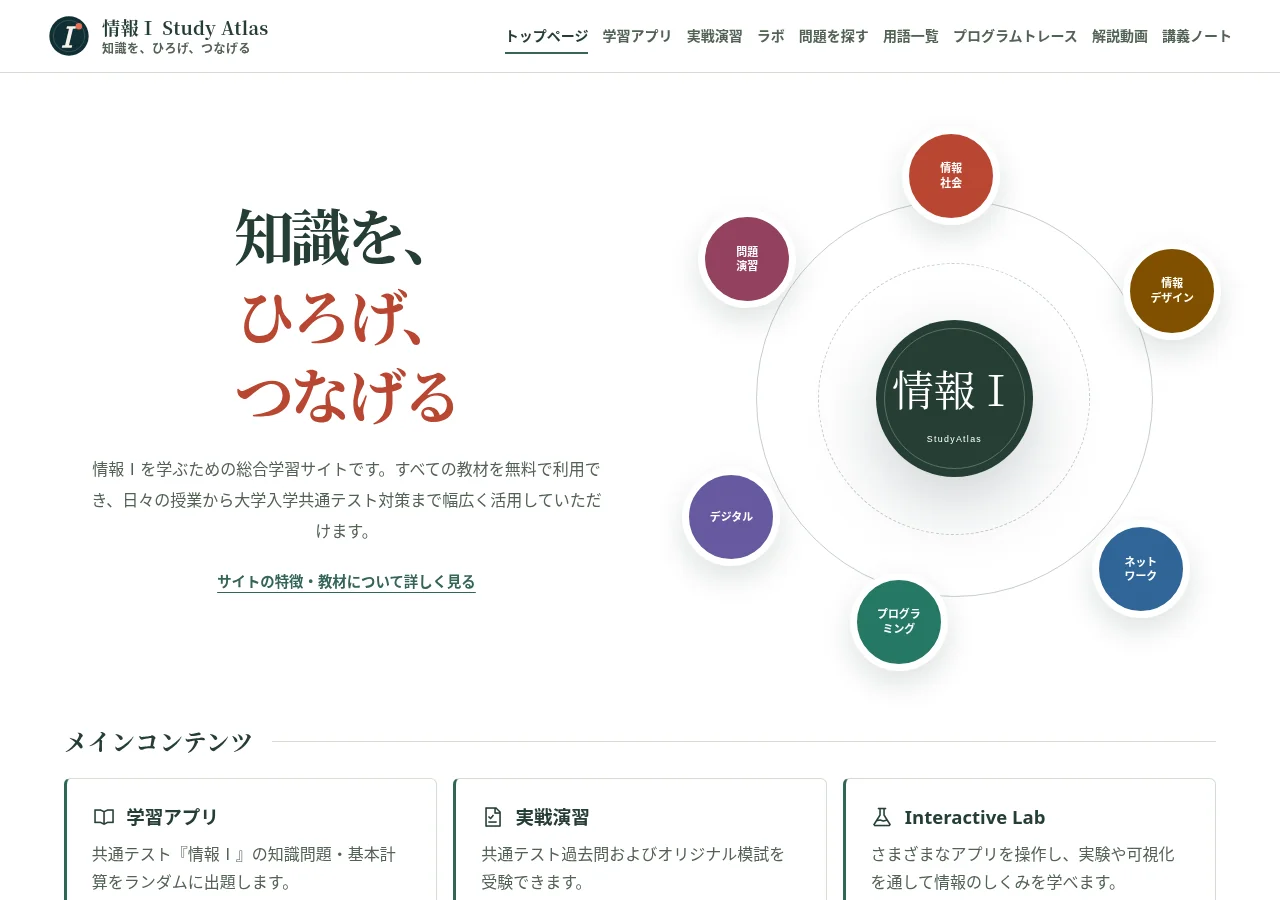 情報Ⅰ Study Atlas
知識を、ひろげ、つなげる
トップページ 学習アプリ 実戦演習 ラボ 問題を探す 用語一覧 プログラムトレース 解説動画 講義ノート
知識を、
ひろげ、
つなげる
情報Ⅰを学ぶための総合学習サイトです。すべての教材を無料で利用で
き、日々の授業から大学入学共通テスト対策まで幅広く活用していただ
けます。
サイトの特徴・教材について詳しく見る
情報
社会
問題
演習
情報
デザイン
情報Ⅰ
StudyAtlas
デジタル
ネット
ワーク
プログラ
ミング
メインコンテンツ
学習アプリ
共通テスト『情報Ⅰ』の知識問題・基本計
算をランダムに出題します。
実戦演習
共通テスト過去問およびオリジナル模試を
受験できます。
Interactive Lab
さまざまなアプリを操作し、実験や可視化
を通して情報のしくみを学べます。